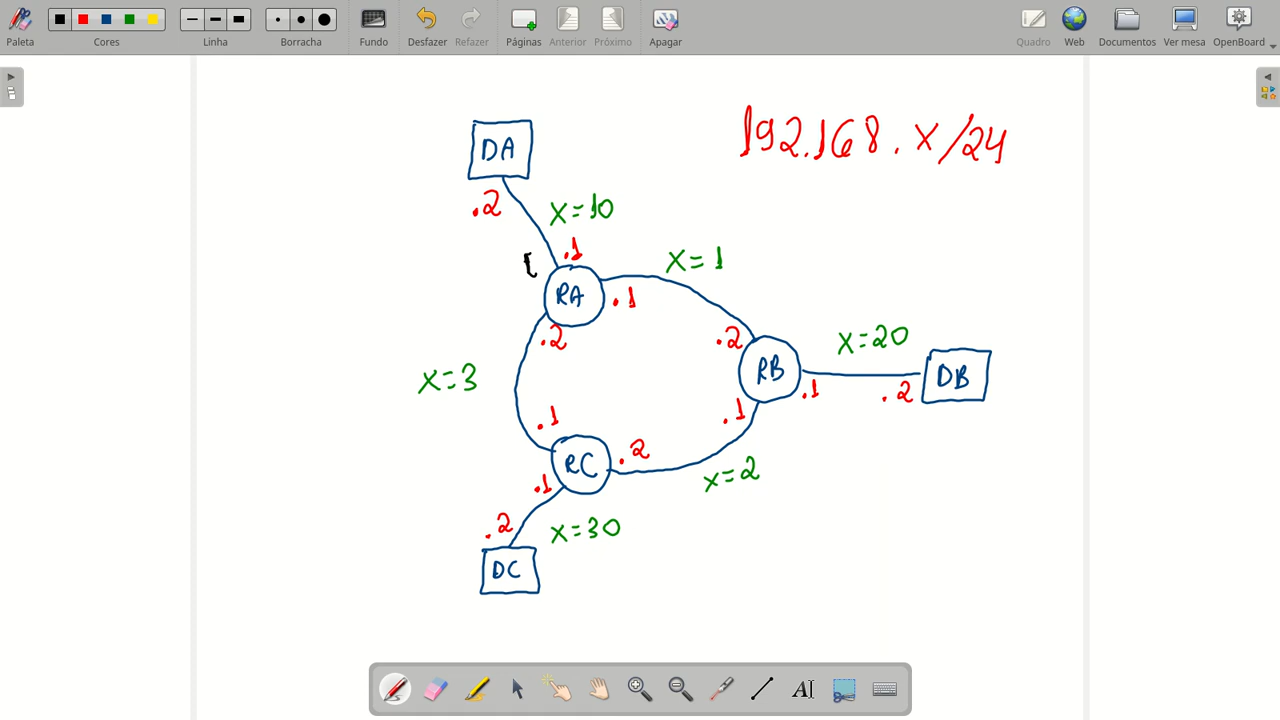 Paleta
Cores
Linha
Borracha
Fundo
Desfazer
Refazer
Páginas
Anterior
Próximo
Apagar
Quadro
Web
Documentos
Ver mesa
OpenBoard
192.168.x/24
DA
.2
x=10
.1
RA
.1
x=1
.2
.2
RB
x=20
.1
.2
DB
x=3
.1
.1
RC
.2
x=2
.1
.2
x=30
DC
AI